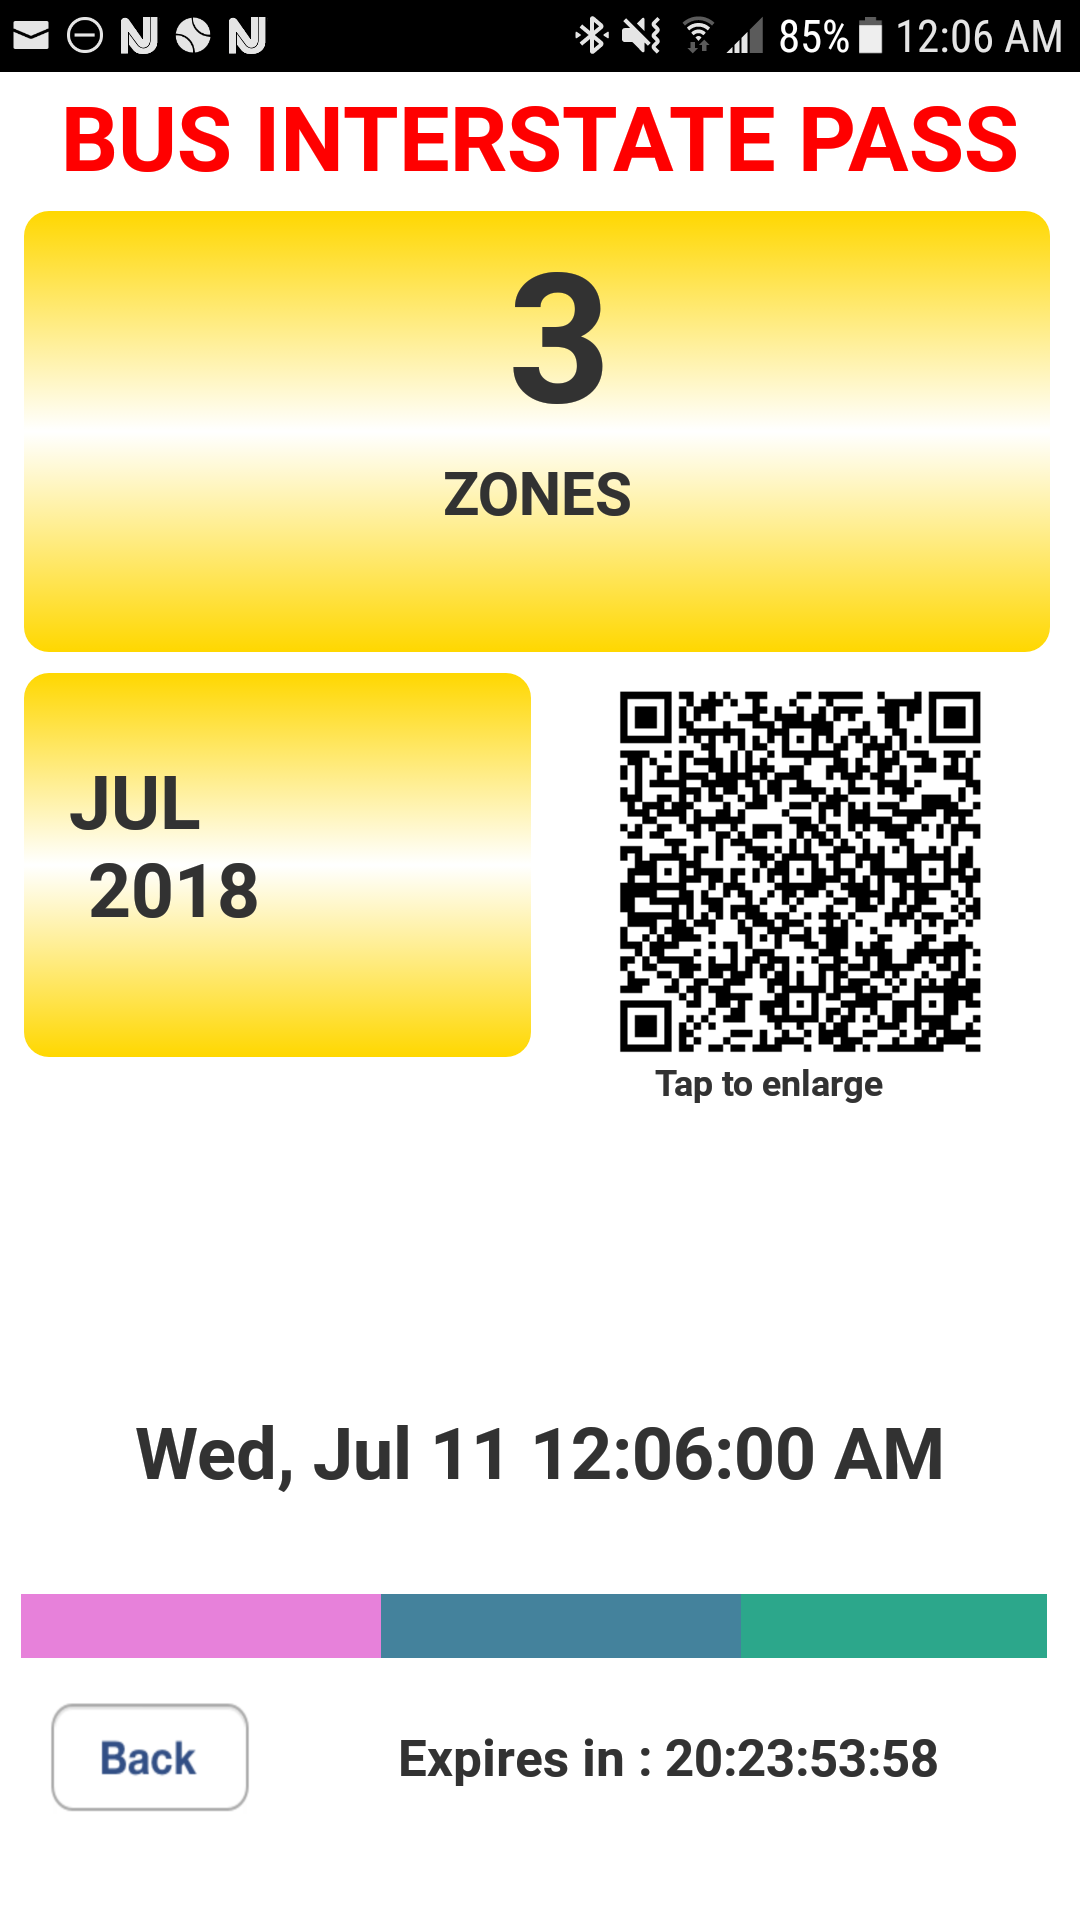 85% 12:06 AM
BUS INTERSTATE PASS
3
ZONES
JUL
2018
Tap to enlarge
Wed, Jul 11 12:06:00 AM
Back
Expires in : 20:23:53:58